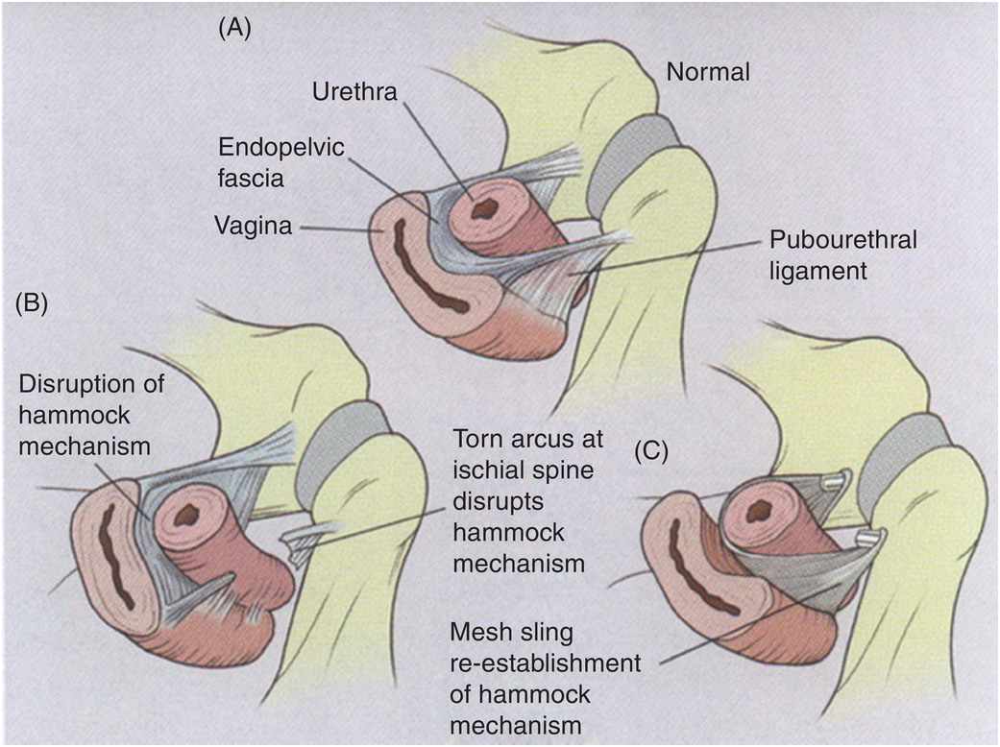 (A)
Normal
Urethra
Endopelvic
fascia
Vagina
Pubourethral
ligament
(B)
Disruption of
hammock
mechanism
Torn arcus at
ischial spine
disrupts
hammock
mechanism
(C)
Mesh sling
re-establishment
of hammock
mechanism